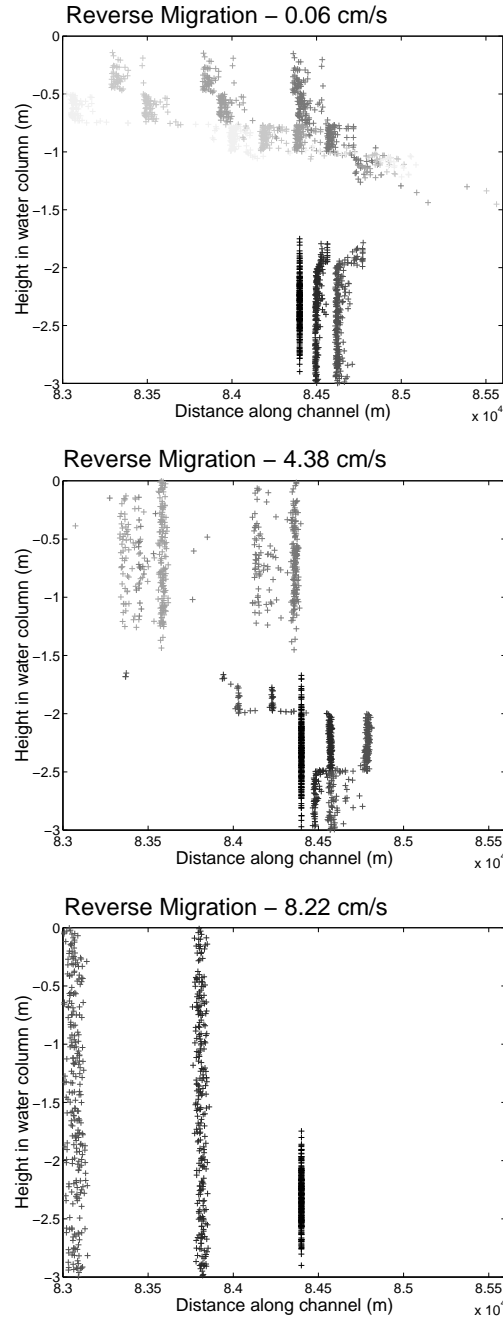 Reverse Migration − 0.06 cm/s
0
−0.5
−1
−1.5
−2
−2.5
−3
Height in water column (m)
8.3 8.35 8.4 8.45 8.5 8.55
Distance along channel (m)
x 10⁴
Reverse Migration − 4.38 cm/s
0
−0.5
−1
−1.5
−2
−2.5
−3
Height in water column (m)
8.3 8.35 8.4 8.45 8.5 8.55
Distance along channel (m)
x 10⁴
Reverse Migration − 8.22 cm/s
0
−0.5
−1
−1.5
−2
−2.5
−3
Height in water column (m)
8.3 8.35 8.4 8.45 8.5 8.55
Distance along channel (m)
x 10⁴